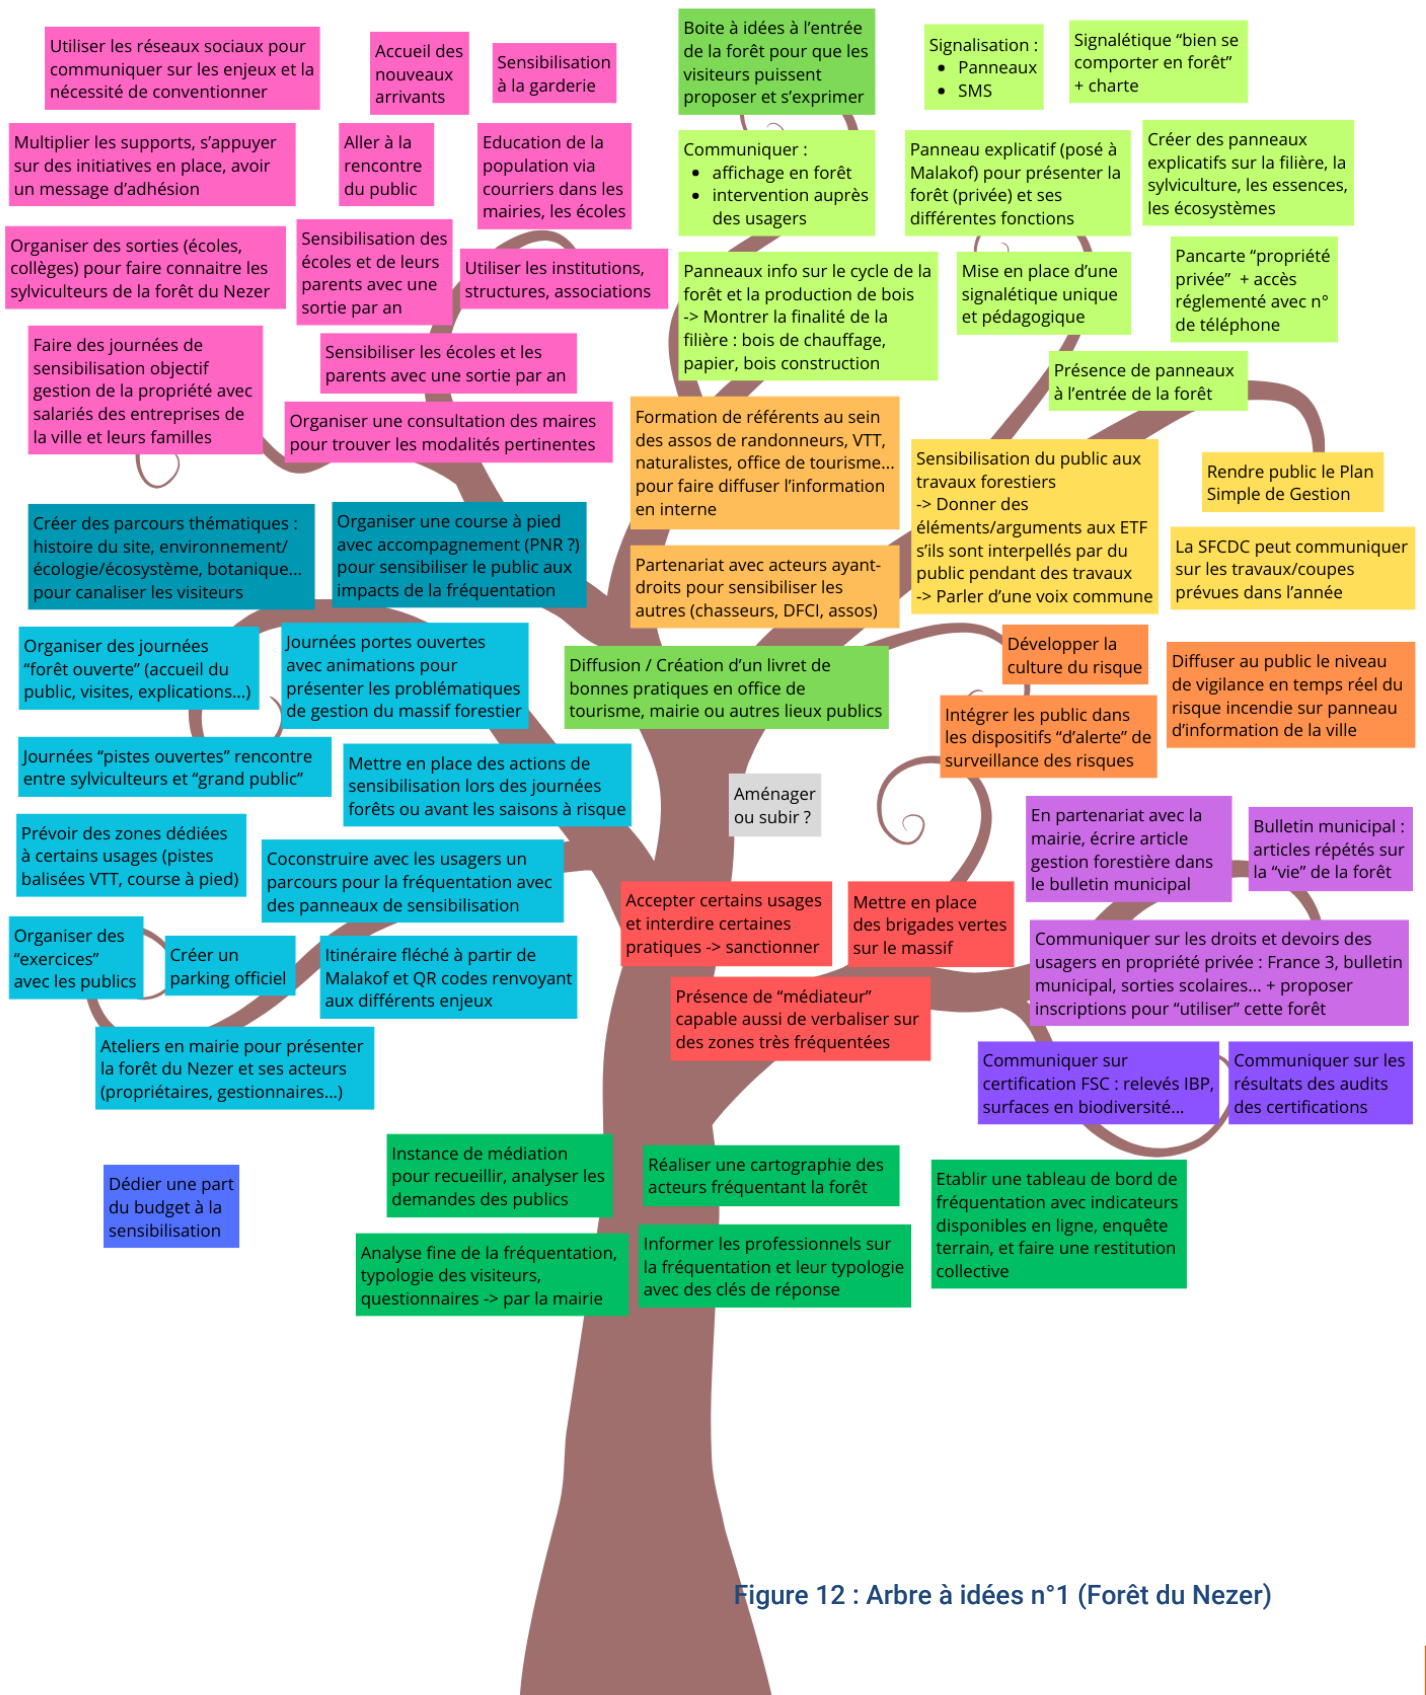 Utiliser les réseaux sociaux pour
communiquer sur les enjeux et la
nécessité de conventionner
Accueil des
nouveaux
arrivants
Sensibilisation
à la garderie
Boite à idées à l’entrée
de la forêt pour que les
visiteurs puissent
proposer et s’exprimer
Signalisation :
• Panneaux
• SMS
Signalétique “bien se
comporter en forêt”
+ charte
Multiplier les supports, s’appuyer
sur des initiatives en place, avoir
un message d’adhésion
Aller à la
rencontre
du public
Education de la
population via
courriers dans les
mairies, les écoles
Communiquer :
• affichage en forêt
• intervention auprès
des usagers
Panneau explicatif (posé à
Malakof) pour présenter la
forêt (privée) et ses
différentes fonctions
Créer des panneaux
explicatifs sur la filière, la
sylviculture, les essences,
les écosystèmes
Organiser des sorties (écoles,
collèges) pour faire connaitre les
sylviculteurs de la forêt du Nezer
Sensibilisation des
écoles et de leurs
parents avec une
sortie par an
Utiliser les institutions,
structures, associations
Panneaux info sur le cycle de la
forêt et la production de bois
-> Montrer la finalité de la
filière : bois de chauffage,
papier, bois construction
Mise en place d’une
signalétique unique
et pédagogique
Pancarte “propriété
privée”  + accès
réglementé avec n°
de téléphone
Faire des journées de
sensibilisation objectif
gestion de la propriété avec
salariés des entreprises de
la ville et leurs familles
Sensibiliser les écoles et les
parents avec une sortie par an
Présence de panneaux
à l’entrée de la forêt
Organiser une consultation des maires
pour trouver les modalités pertinentes
Formation de référents au sein
des assos de randonneurs, VTT,
naturalistes, office de tourisme...
pour faire diffuser l’information
en interne
Sensibilisation du public aux
travaux forestiers
-> Donner des
éléments/arguments aux ETF
s’ils sont interpellés par du
public pendant des travaux
-> Parler d’une voix commune
Rendre public le Plan
Simple de Gestion
Créer des parcours thématiques :
histoire du site, environnement/
écologie/écosystème, botanique...
pour canaliser les visiteurs
Organiser une course à pied
avec accompagnement (PNR ?)
pour sensibiliser le public aux
impacts de la fréquentation
Partenariat avec acteurs ayant-
droits pour sensibiliser les
autres (chasseurs, DFCI, assos)
La SFCDC peut communiquer
sur les travaux/coupes
prévues dans l’année
Organiser des journées
“forêt ouverte” (accueil du
public, visites, explications...)
Journées portes ouvertes
avec animations pour
présenter les problématiques
de gestion du massif forestier
Diffusion / Création d’un livret de
bonnes pratiques en office de
tourisme, mairie ou autres lieux publics
Développer la
culture du risque
Diffuser au public le niveau
de vigilance en temps réel du
risque incendie sur panneau
d’information de la ville
Intégrer les public dans
les dispositifs “d’alerte” de
surveillance des risques
Journées “pistes ouvertes” rencontre
entre sylviculteurs et “grand public”
Mettre en place des actions de
sensibilisation lors des journées
forêts ou avant les saisons à risque
Aménager
ou subir ?
En partenariat avec la
mairie, écrire article
gestion forestière dans
le bulletin municipal
Bulletin municipal :
articles répétés sur
la “vie” de la forêt
Prévoir des zones dédiées
à certains usages (pistes
balisées VTT, course à pied)
Coconstruire avec les usagers un
parcours pour la fréquentation avec
des panneaux de sensibilisation
Accepter certains usages
et interdire certaines
pratiques -> sanctionner
Mettre en place
des brigades vertes
sur le massif
Organiser des
“exercices”
avec les publics
Créer un
parking officiel
Itinéraire fléché à partir de
Malakof et QR codes renvoyant
aux différents enjeux
Communiquer sur les droits et devoirs des
usagers en propriété privée : France 3, bulletin
municipal, sorties scolaires... + proposer
inscriptions pour “utiliser” cette forêt
Présence de “médiateur”
capable aussi de verbaliser sur
des zones très fréquentées
Ateliers en mairie pour présenter
la forêt du Nezer et ses acteurs
(propriétaires, gestionnaires...)
Communiquer sur
certification FSC : relevés IBP,
surfaces en biodiversité...
Communiquer sur les
résultats des audits
des certifications
Instance de médiation
pour recueillir, analyser les
demandes des publics
Réaliser une cartographie des
acteurs fréquentant la forêt
Etablir une tableau de bord de
fréquentation avec indicateurs
disponibles en ligne, enquête
terrain, et faire une restitution
collective
Dédier une part
du budget à la
sensibilisation
Analyse fine de la fréquentation,
typologie des visiteurs,
questionnaires -> par la mairie
Informer les professionnels sur
la fréquentation et leur typologie
avec des clés de réponse
Figure 12 : Arbre à idées n°1 (Forêt du Nezer)